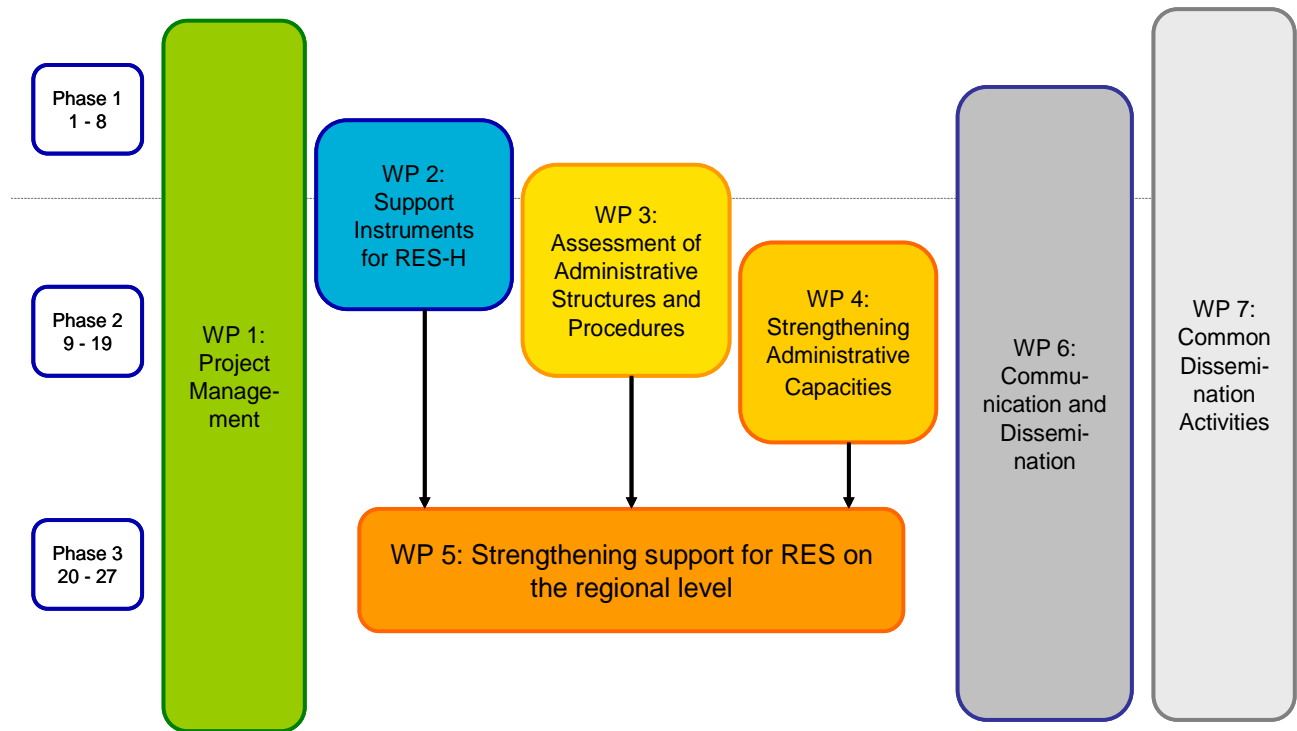 Phase 1
1 - 8
Phase 2
9 - 19
Phase 3
20 - 27
WP 1:
Project
Manage-
ment
WP 2:
Support
Instruments
for RES-H
WP 3:
Assessment of
Administrative
Structures and
Procedures
WP 4:
Strengthening
Administrative
Capacities
WP 5: Strengthening support for RES on
the regional level
WP 6:
Commu-
nication and
Dissemi-
nation
WP 7:
Common
Dissemi-
nation
Activities